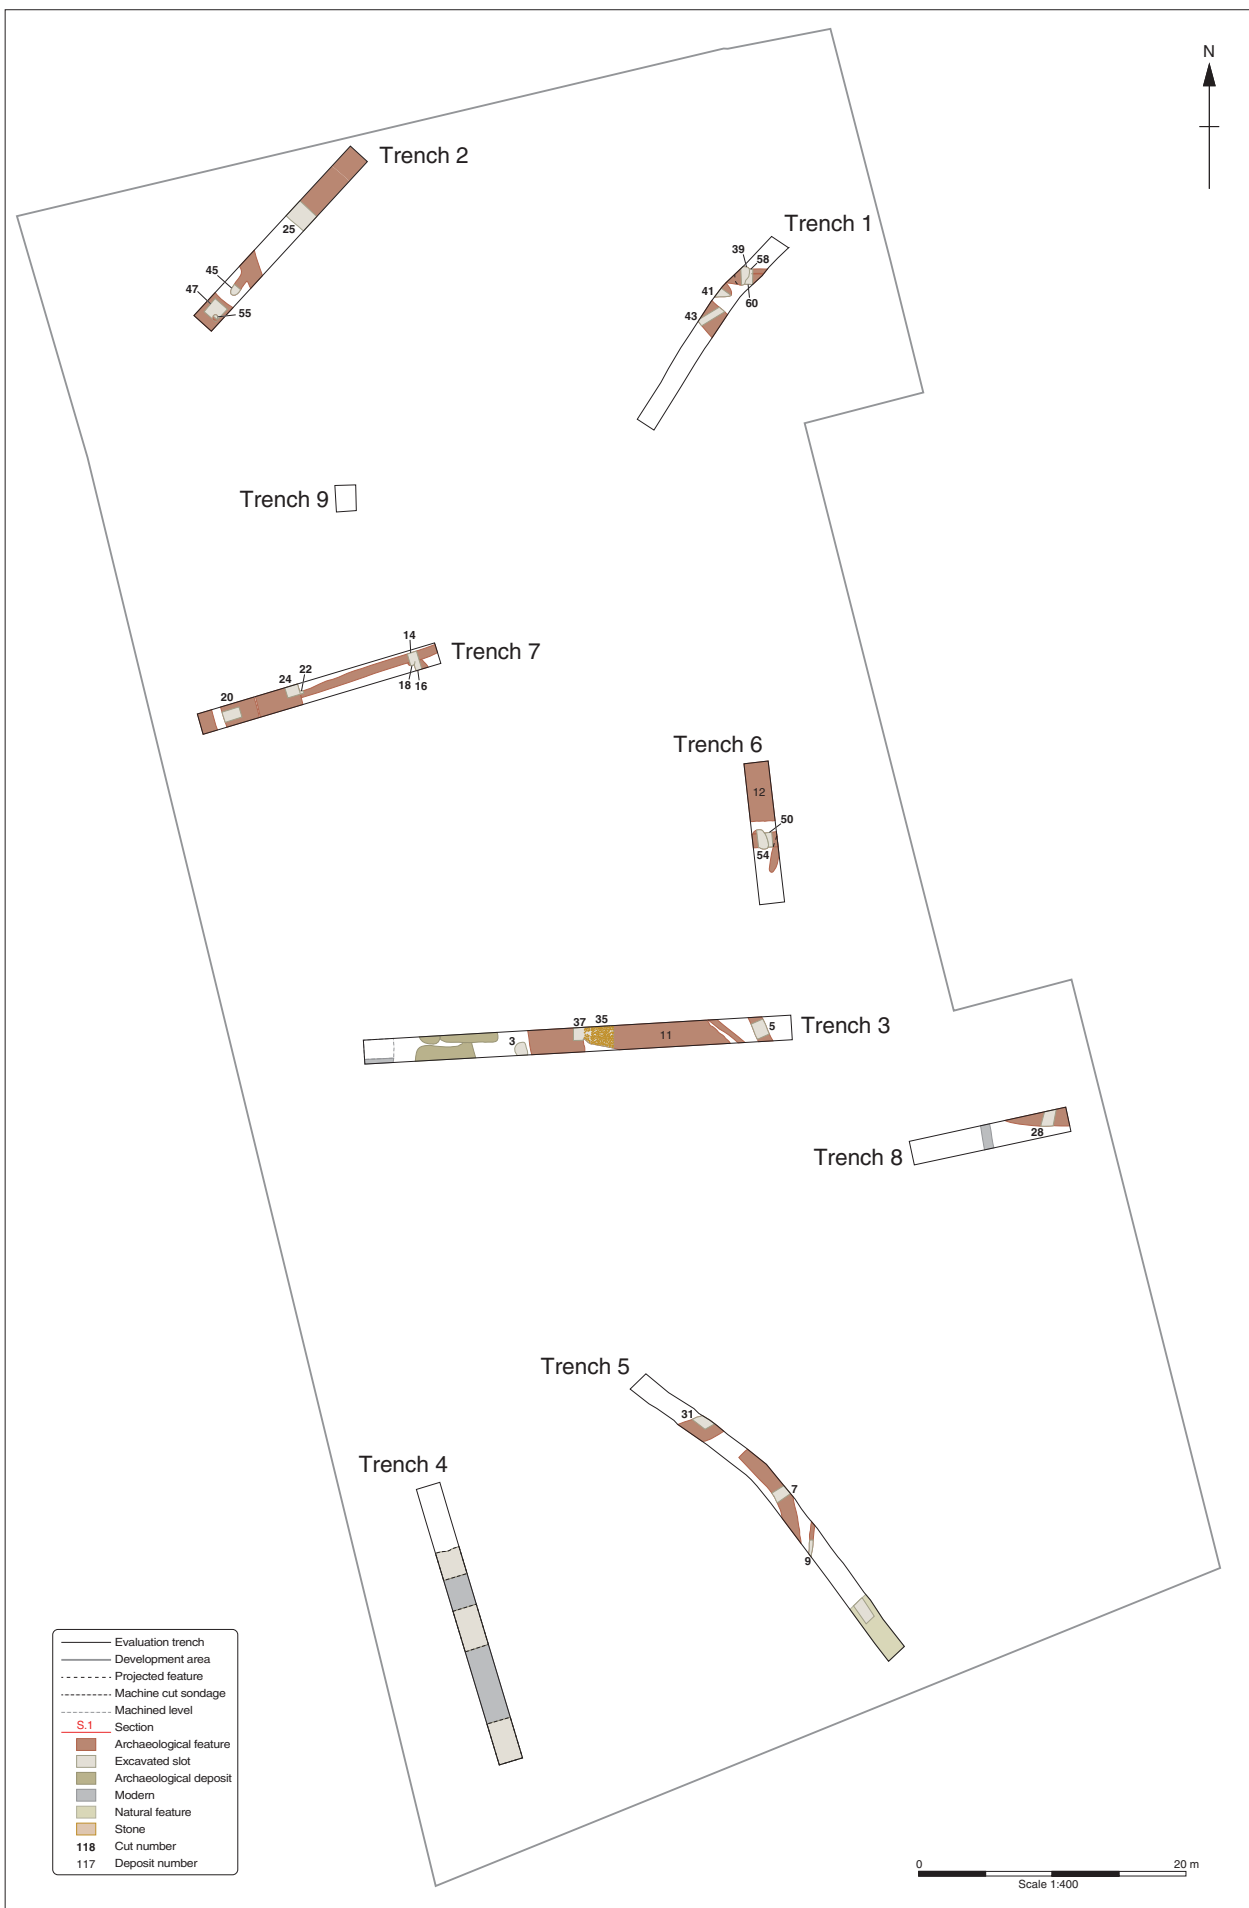 N
Trench 2
25
45
47
55
Trench 1
39
58
41
60
43
Trench 9
Trench 7
14
22
24
18
16
20
Trench 6
12
50
54
Trench 3
37
35
3
11
5
Trench 8
28
Trench 5
31
7
9
Trench 4
Evaluation trench
Development area
Projected feature
Machine cut sondage
Machined level
S.1 Section
Archaeological feature
Excavated slot
Archaeological deposit
Modern
Natural feature
Stone
118 Cut number
117 Deposit number
0 20 m
Scale 1:400